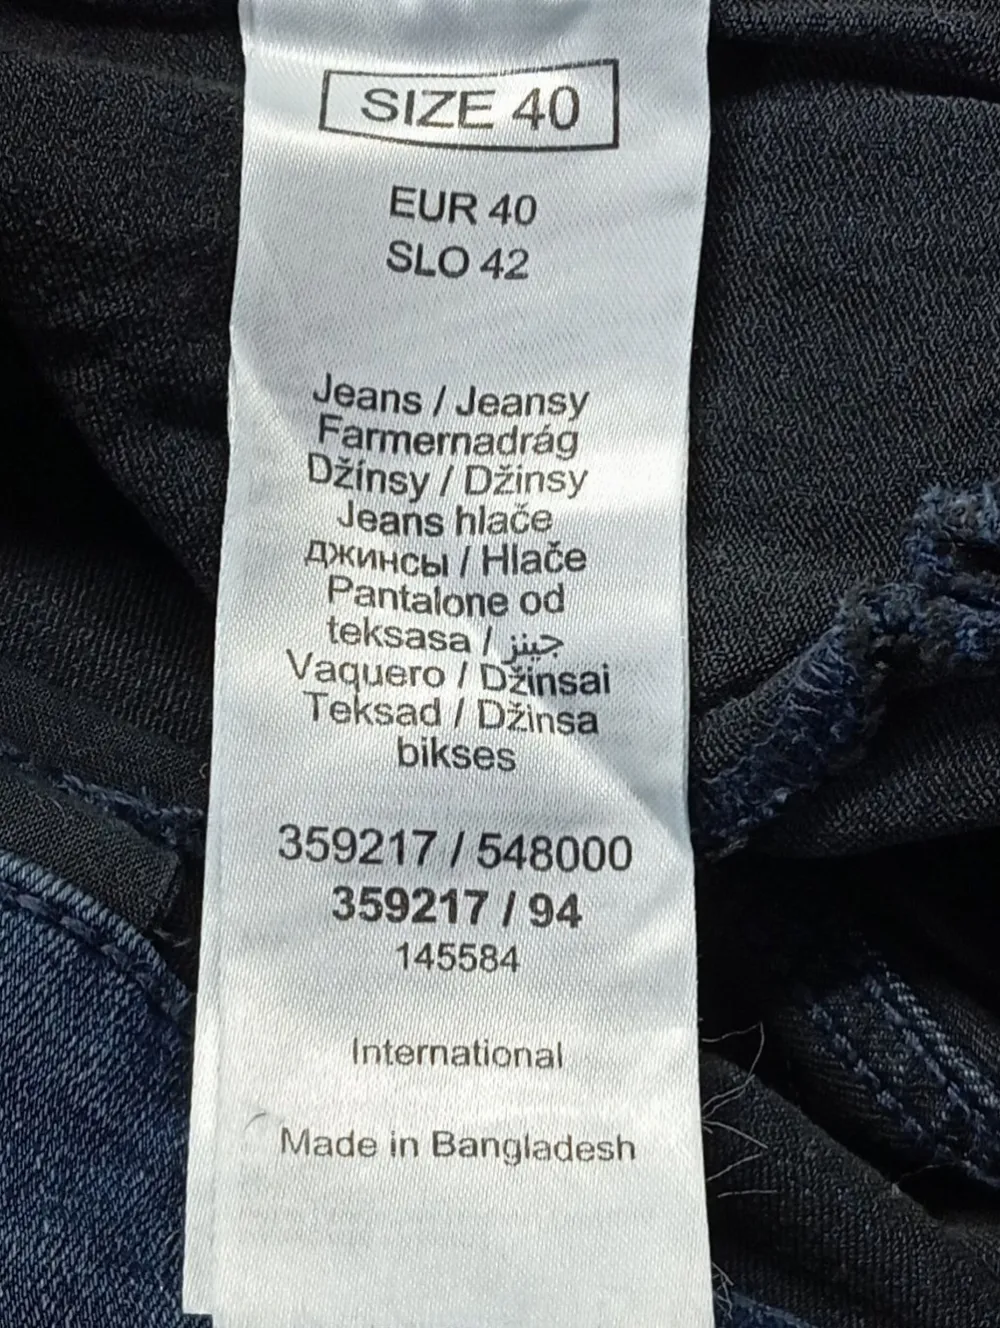 SIZE 40
EUR 40
SLO 42
Jeans / Jeansy
Farmernadrág
Džínsy / Džinsy
Jeans hlače
джинсы / Hlače
Pantalone od
teksasa / جينز
Vaquero / Džinsai
Teksad / Džinsa
bikses
359217 / 548000
359217 / 94
145584
International
Made in Bangladesh